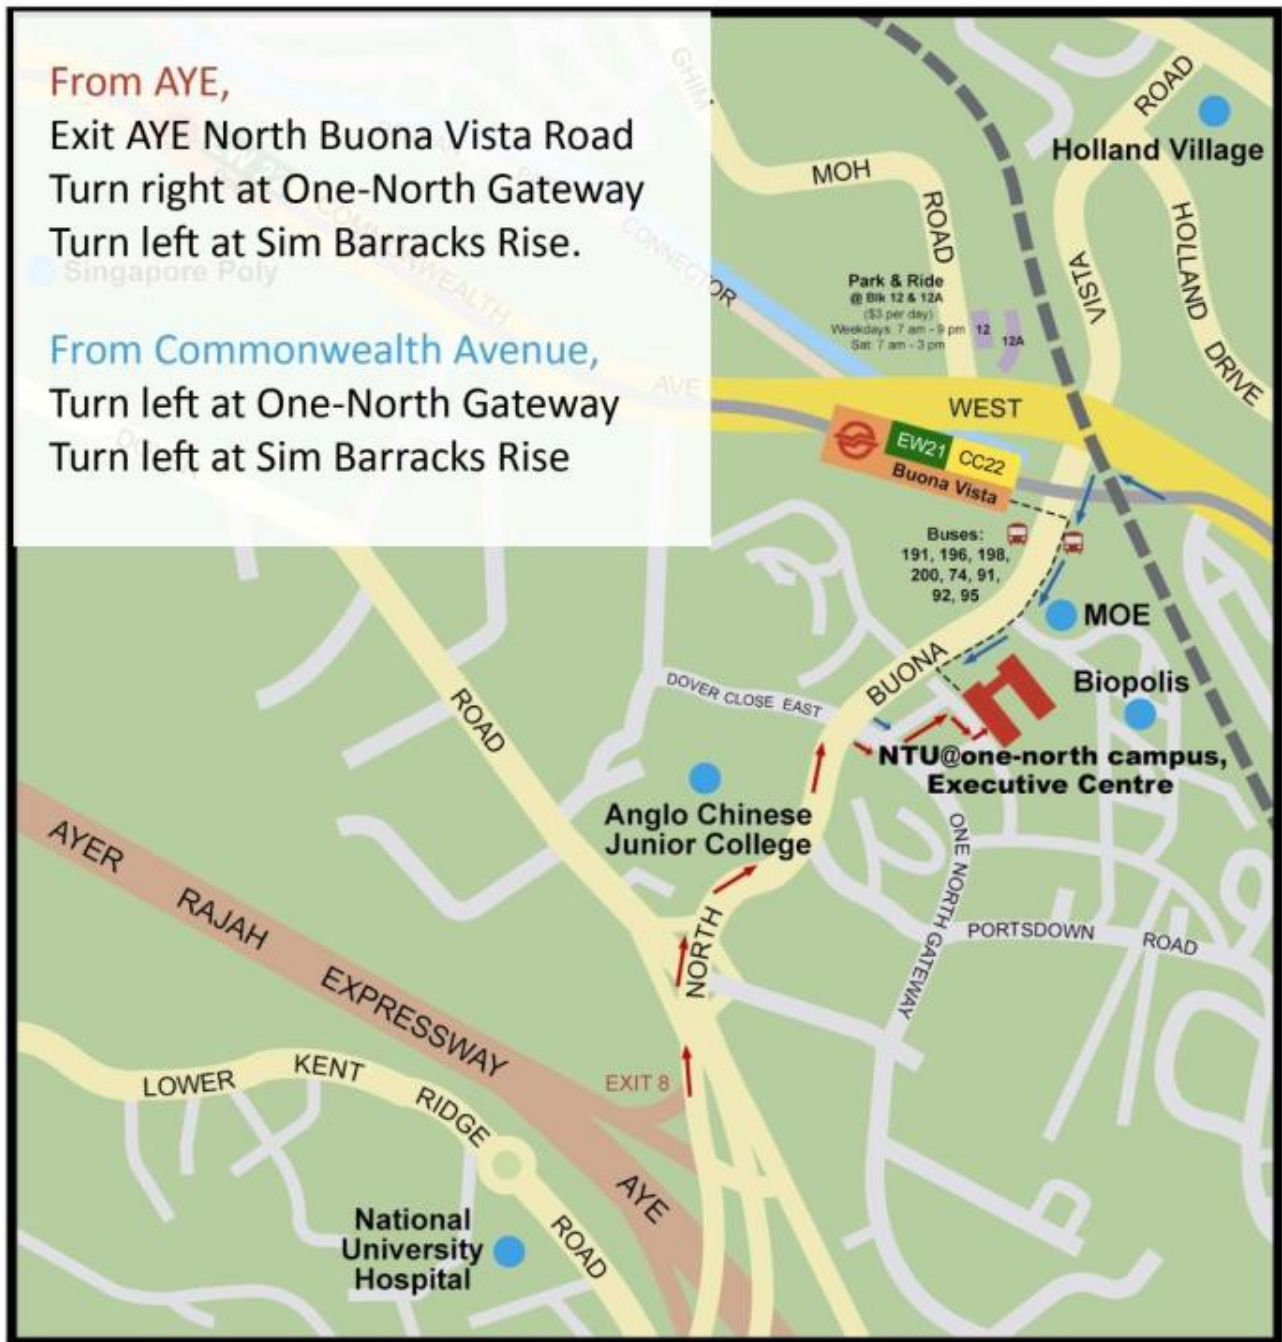 From AYE,
Exit AYE North Buona Vista Road
Turn right at One-North Gateway
Turn left at Sim Barracks Rise.
From Commonwealth Avenue,
Turn left at One-North Gateway
Turn left at Sim Barracks Rise
Singapore Poly
COMMONWEALTH
AVE
WEST
CONNECTOR
GHIM
MOH
ROAD
ROAD
VISTA
Holland Village
HOLLAND
DRIVE
Park & Ride
@ Blk 12 & 12A
($3 per day)
Weekdays: 7 am - 9 pm
Sat: 7 am - 3 pm
12
12A
EW21
CC22
Buona Vista
Buses:
191, 196, 198,
200, 74, 91,
92, 95
MOE
BUONA
DOVER CLOSE EAST
Biopolis
NTU@one-north campus,
Executive Centre
ROAD
Anglo Chinese
Junior College
ONE NORTH GATEWAY
PORTSDOWN
ROAD
NORTH
AYER
RAJAH
EXPRESSWAY
EXIT 8
AYE
LOWER
KENT
RIDGE
ROAD
National
University
Hospital